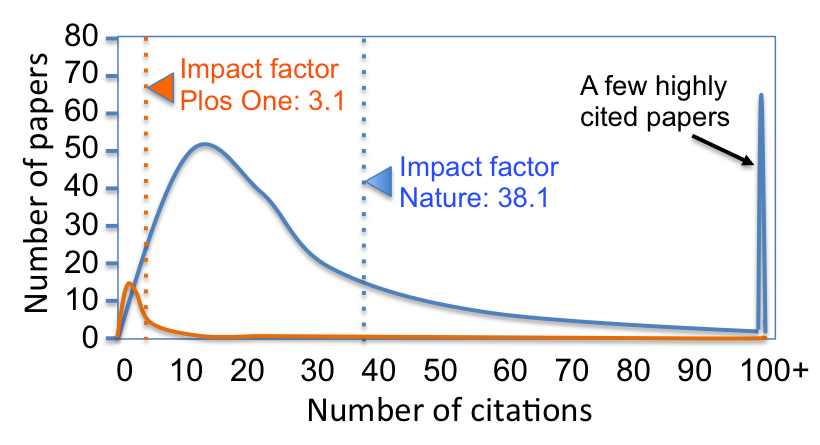 80
70
60
50
40
30
20
10
0
Number of papers
Impact factor
Plos One: 3.1
A few highly
cited papers
Impact factor
Nature: 38.1
0 10 20 30 40 50 60 70 80 90 100+
Number of citations